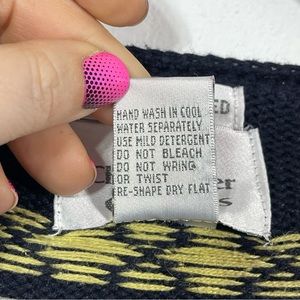 HAND WASH IN COOL
WATER SEPARATELY
USE MILD DETERGENT
DO NOT BLEACH
DO NOT WRING
OR TWIST
RE-SHAPE DRY FLAT